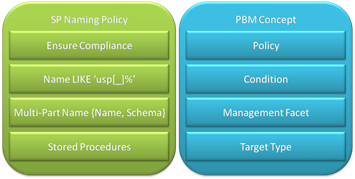 SP Naming Policy
Ensure Compliance
Name LIKE ‘usp[_]%’
Multi-Part Name {Name, Schema}
Stored Procedures
PBM Concept
Policy
Condition
Management Facet
Target Type